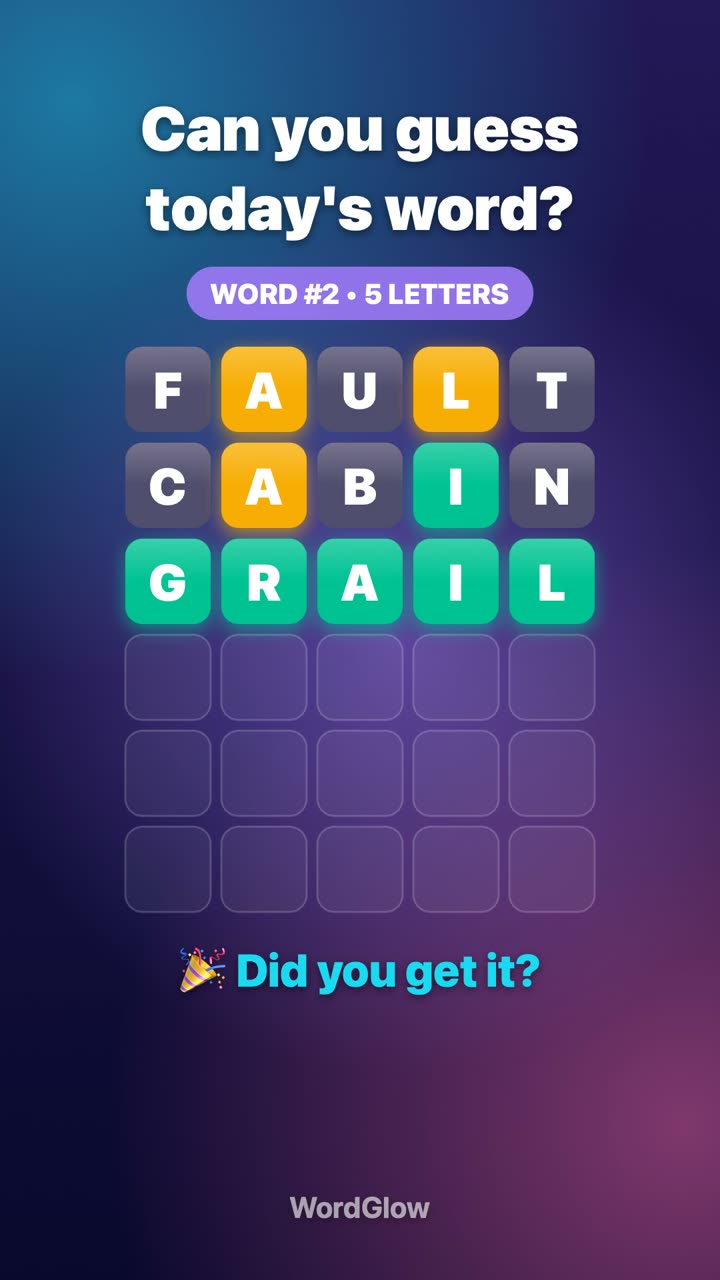 Can you guess
today's word?
WORD #2 • 5 LETTERS
F A U L T
C A B I N
G R A I L
🎉 Did you get it?
WordGlow